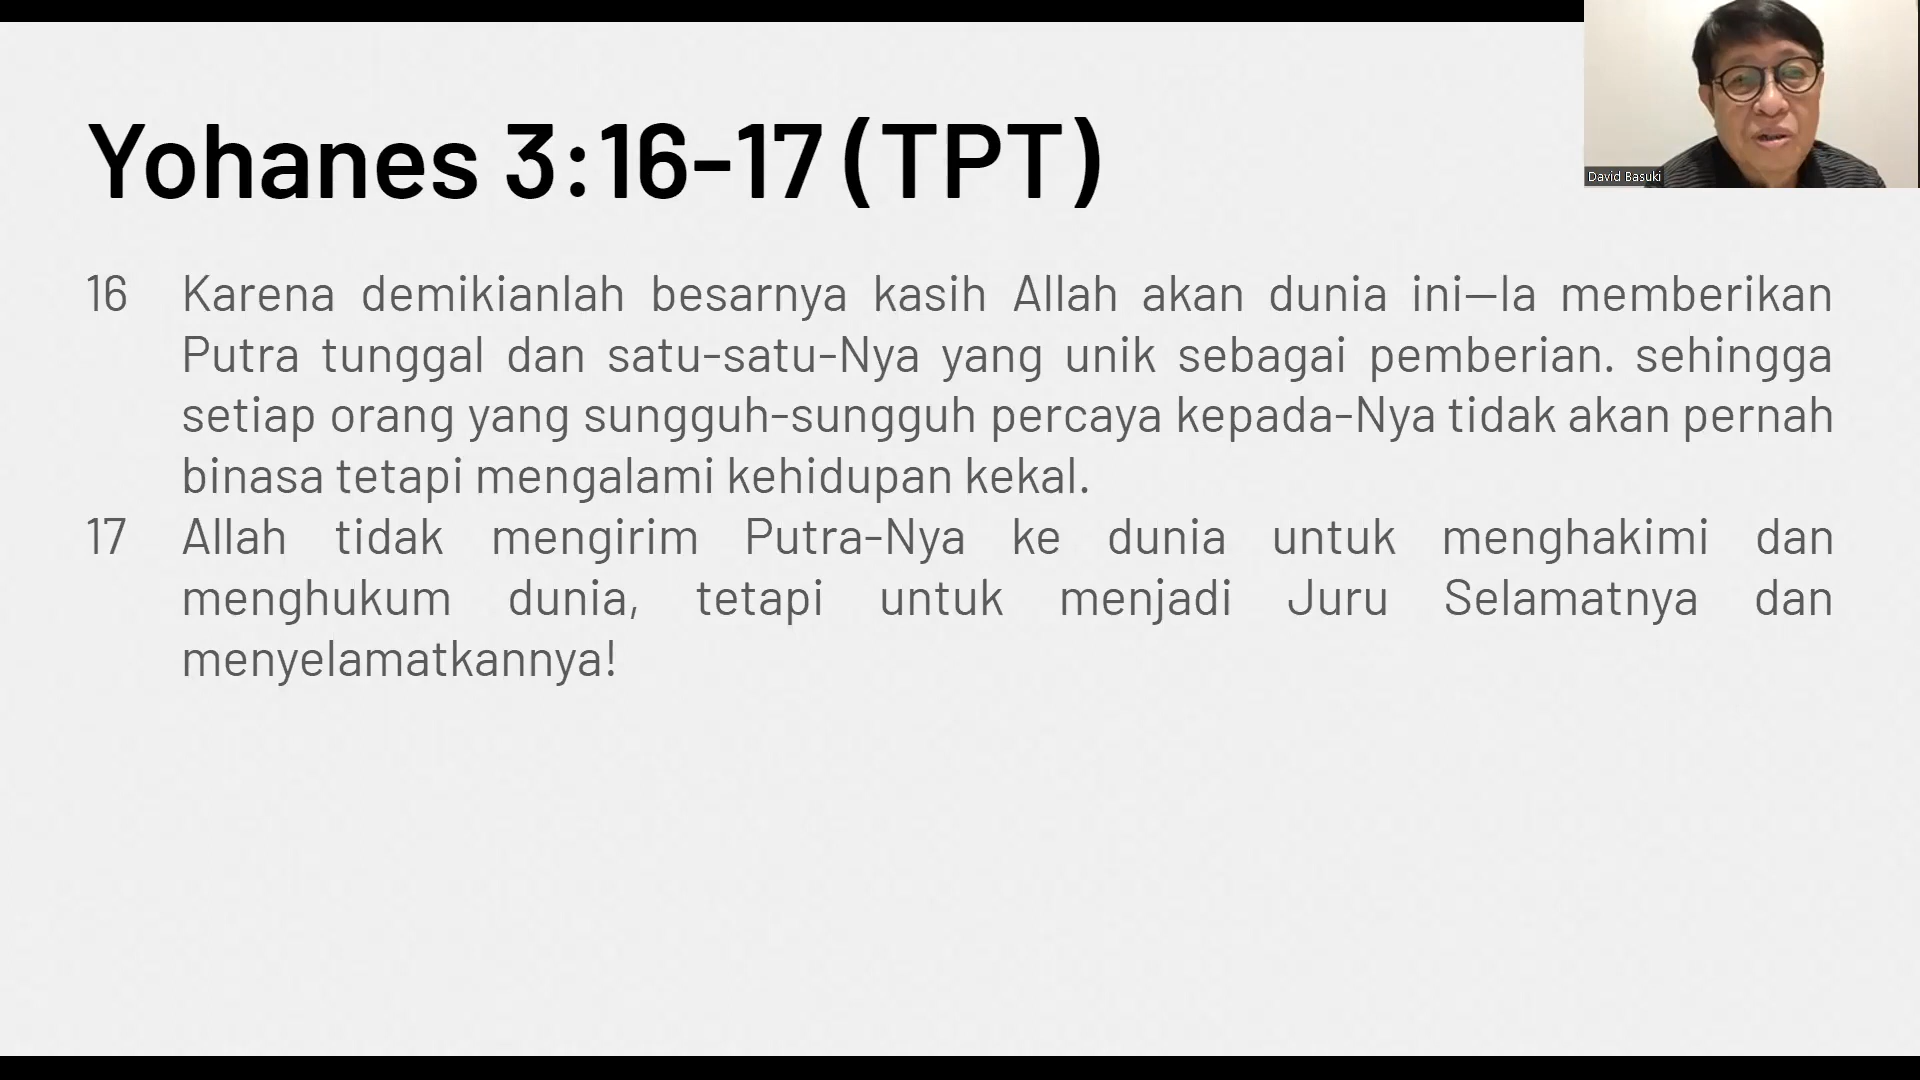 Yohanes 3:16-17 (TPT)
David Basuki
16 Karena demikianlah besarnya kasih Allah akan dunia ini—Ia memberikan
Putra tunggal dan satu-satu-Nya yang unik sebagai pemberian. sehingga
setiap orang yang sungguh-sungguh percaya kepada-Nya tidak akan pernah
binasa tetapi mengalami kehidupan kekal.
17 Allah tidak mengirim Putra-Nya ke dunia untuk menghakimi dan
menghukum dunia, tetapi untuk menjadi Juru Selamatnya dan
menyelamatkannya!